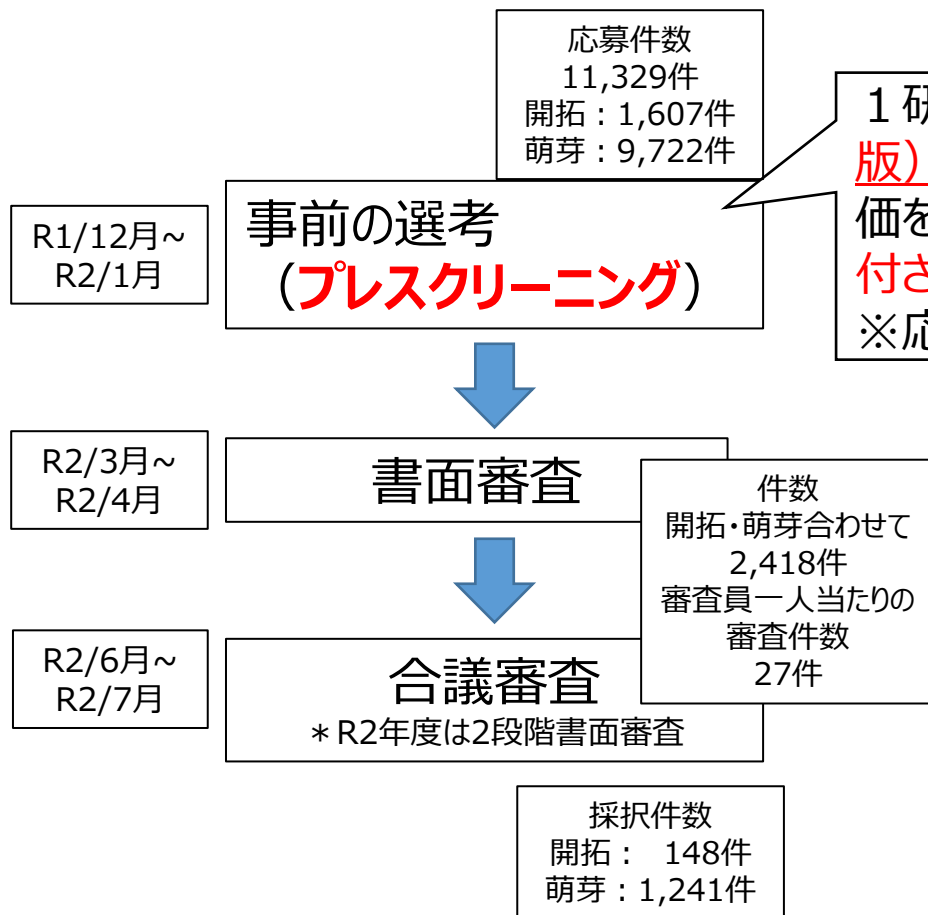 応募件数
11,329件
開拓：1,607件
萌芽：9,722件
１研
版）
価を
付さ
※応
R1/12月~
R2/1月
事前の選考
（プレスクリーニング）
R2/3月~
R2/4月
書面審査
件数
開拓・萌芽合わせて
2,418件
審査員一人当たりの
審査件数
27件
R2/6月~
R2/7月
合議審査
＊R2年度は2段階書面審査
採択件数
開拓： 148件
萌芽：1,241件